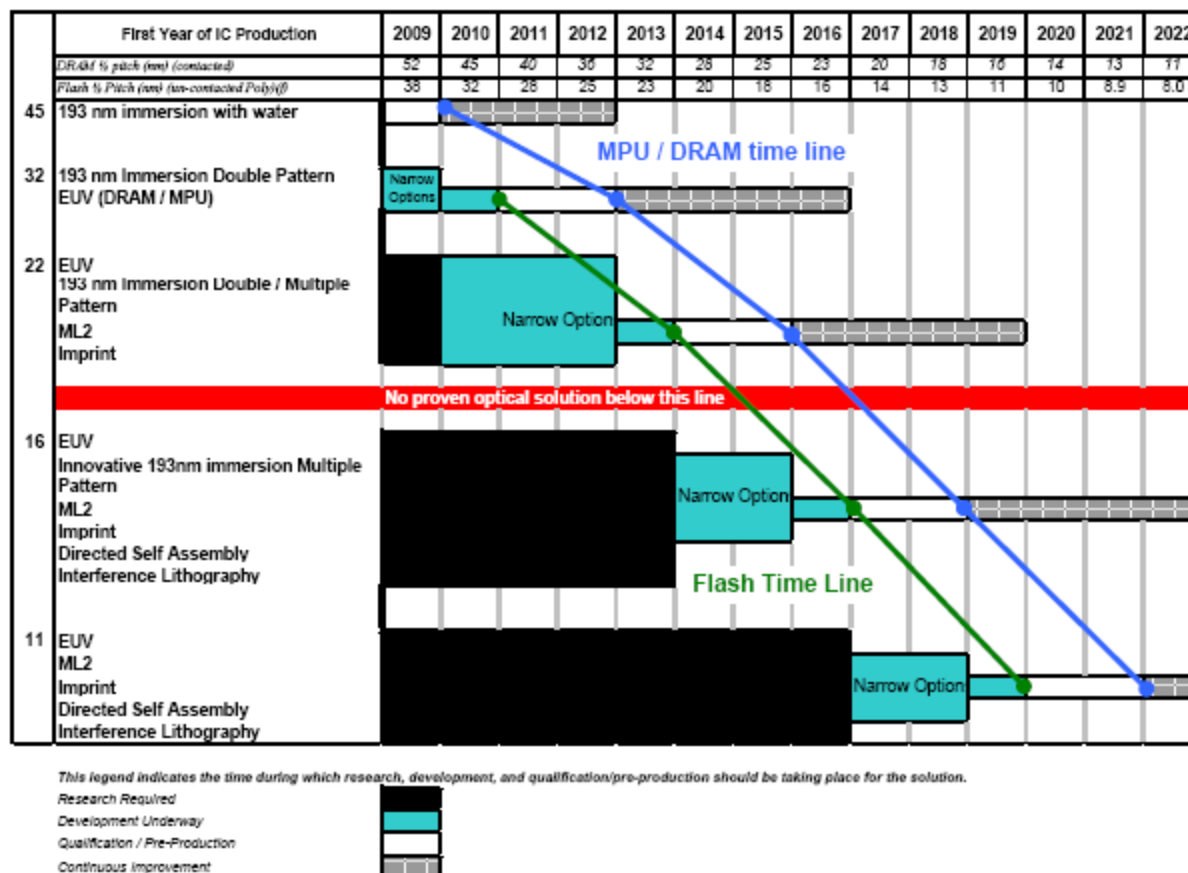 First Year of IC Production 2009 2010 2011 2012 2013 2014 2015 2016 2017 2018 2019 2020 2021 2022
DRAM ½ pitch (nm) (contacted) 52 45 40 36 32 28 25 23 20 18 16 14 13 11
Flash ½ Pitch (nm) (un-contacted Poly)(f) 38 32 28 25 23 20 18 16 14 13 11 10 8.9 8.0
45 193 nm immersion with water
MPU / DRAM time line
32 193 nm Immersion Double Pattern
EUV (DRAM / MPU)
Narrow
Options
22 EUV
193 nm Immersion Double / Multiple
Pattern
ML2
Imprint
Narrow Option
No proven optical solution below this line
16 EUV
Innovative 193nm immersion Multiple
Pattern
ML2
Imprint
Directed Self Assembly
Interference Lithography
Narrow Option
Flash Time Line
11 EUV
ML2
Imprint
Directed Self Assembly
Interference Lithography
Narrow Option
This legend indicates the time during which research, development, and qualification/pre-production should be taking place for the solution.
Research Required
Development Underway
Qualification / Pre-Production
Continuous Improvement